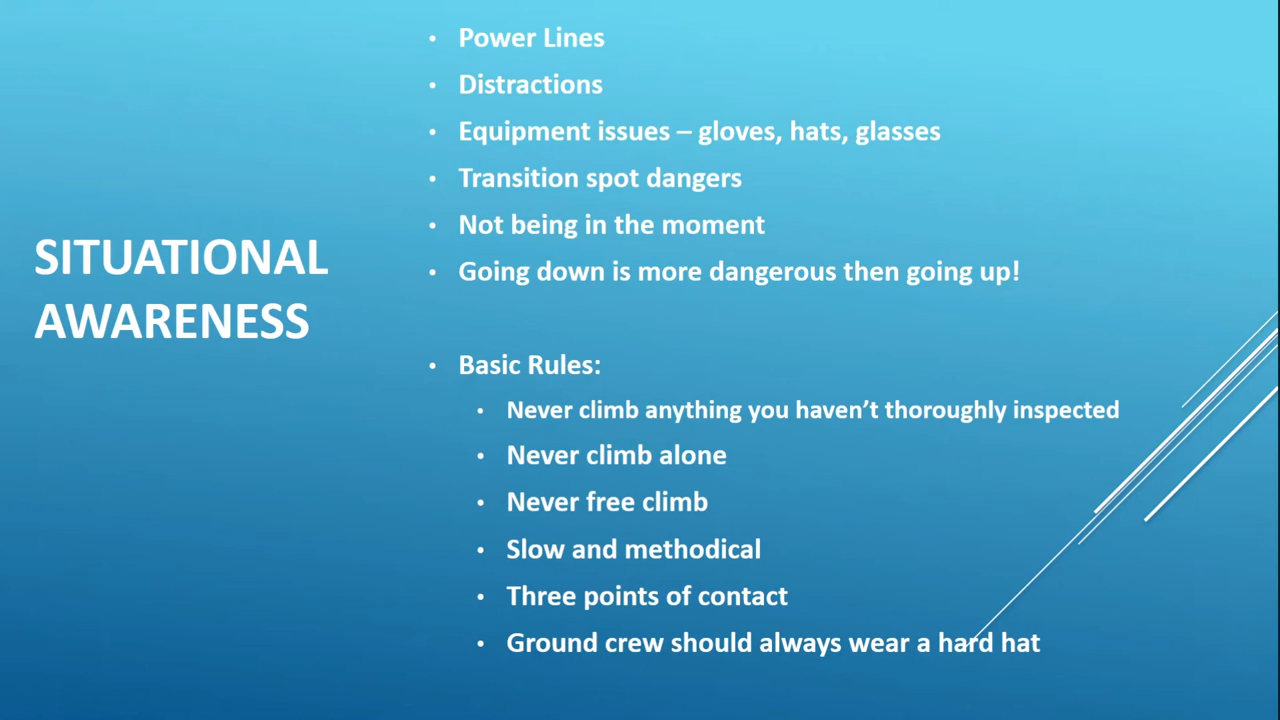 SITUATIONAL
AWARENESS
• Power Lines
• Distractions
• Equipment issues – gloves, hats, glasses
• Transition spot dangers
• Not being in the moment
• Going down is more dangerous then going up!
• Basic Rules:
• Never climb anything you haven’t thoroughly inspected
• Never climb alone
• Never free climb
• Slow and methodical
• Three points of contact
• Ground crew should always wear a hard hat